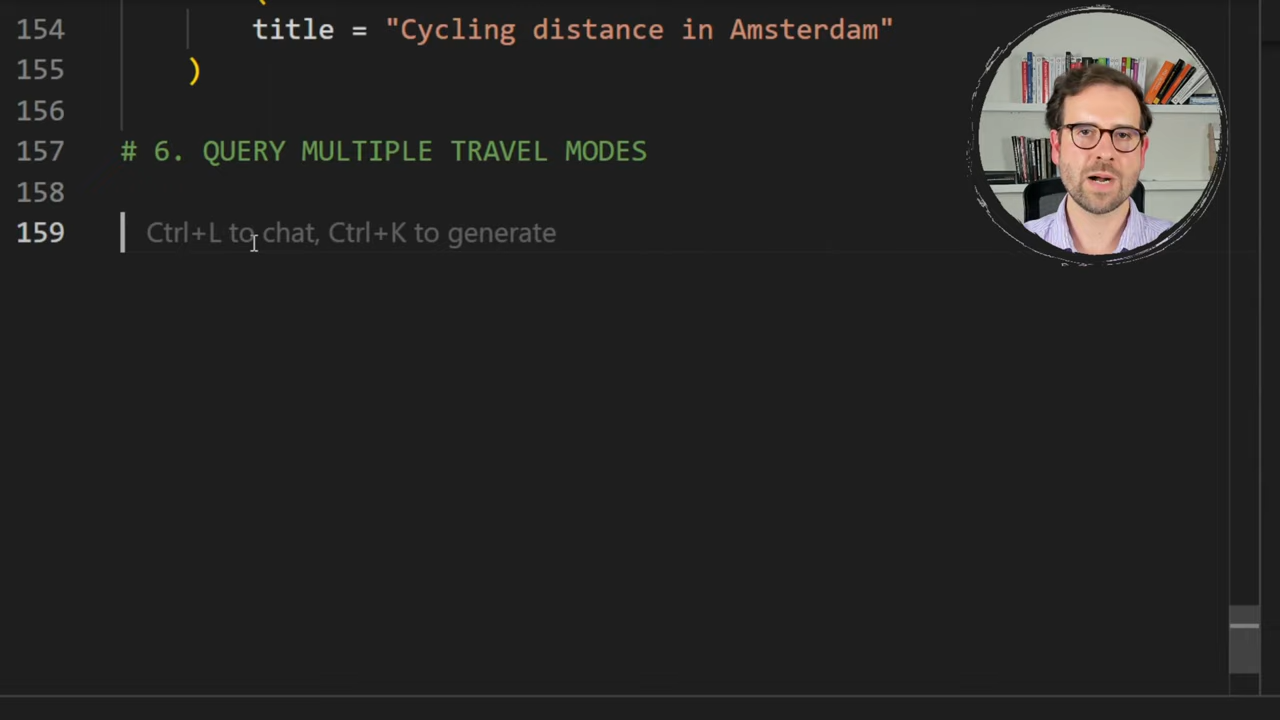 154 title = "Cycling distance in Amsterdam"
155 )
156
157 # 6. QUERY MULTIPLE TRAVEL MODES
158
159 Ctrl+L to chat, Ctrl+K to generate